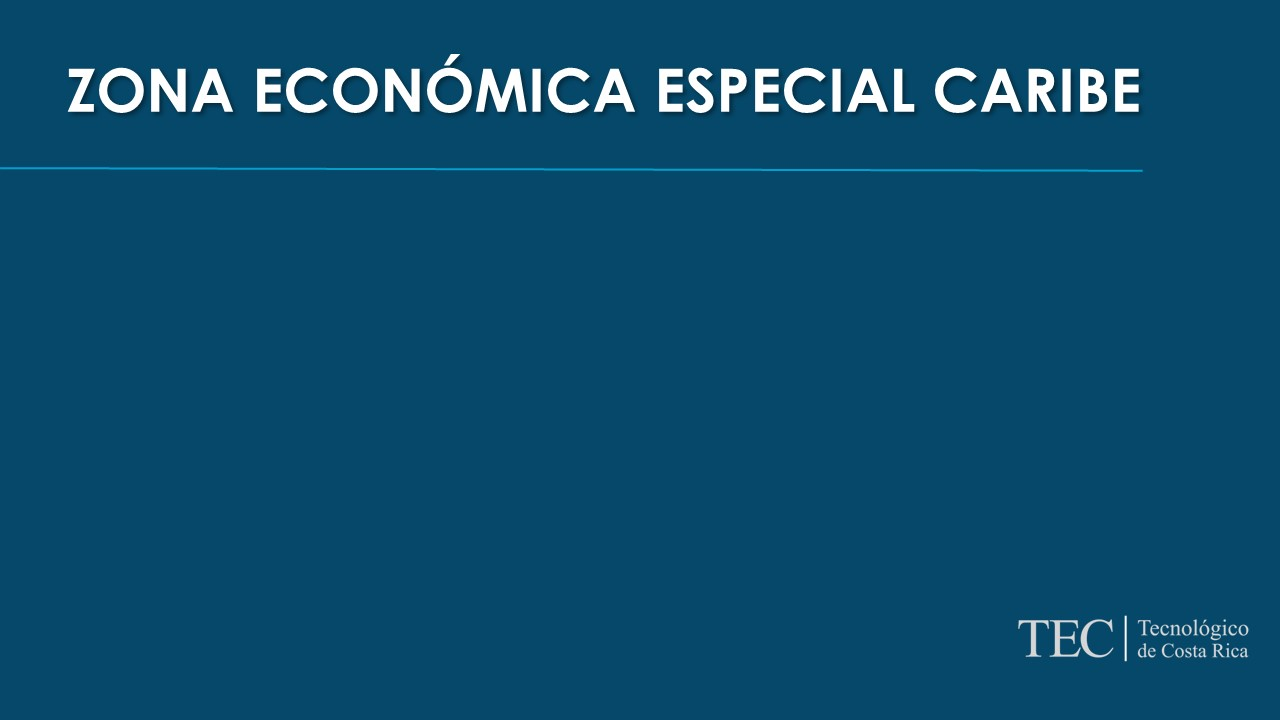 ZONA ECONÓMICA ESPECIAL CARIBE
TEC | Tecnológico
de Costa Rica